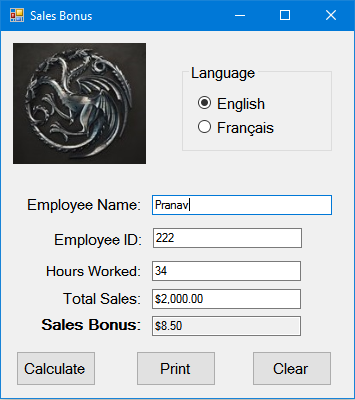 Sales Bonus
Language
English
Français
Employee Name: Pranav
Employee ID: 222
Hours Worked: 34
Total Sales: $2,000.00
Sales Bonus: $8.50
Calculate Print Clear